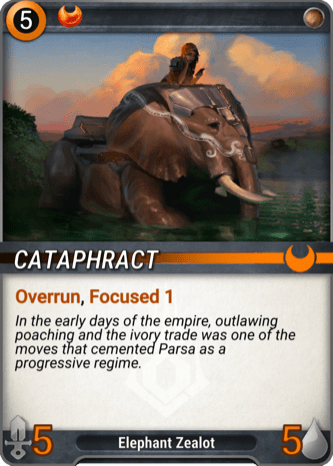 5
CATAPHRACT
Overrun, Focused 1
In the early days of the empire, outlawing
poaching and the ivory trade was one of the
moves that cemented Parsa as a
progressive regime.
5
Elephant Zealot
5